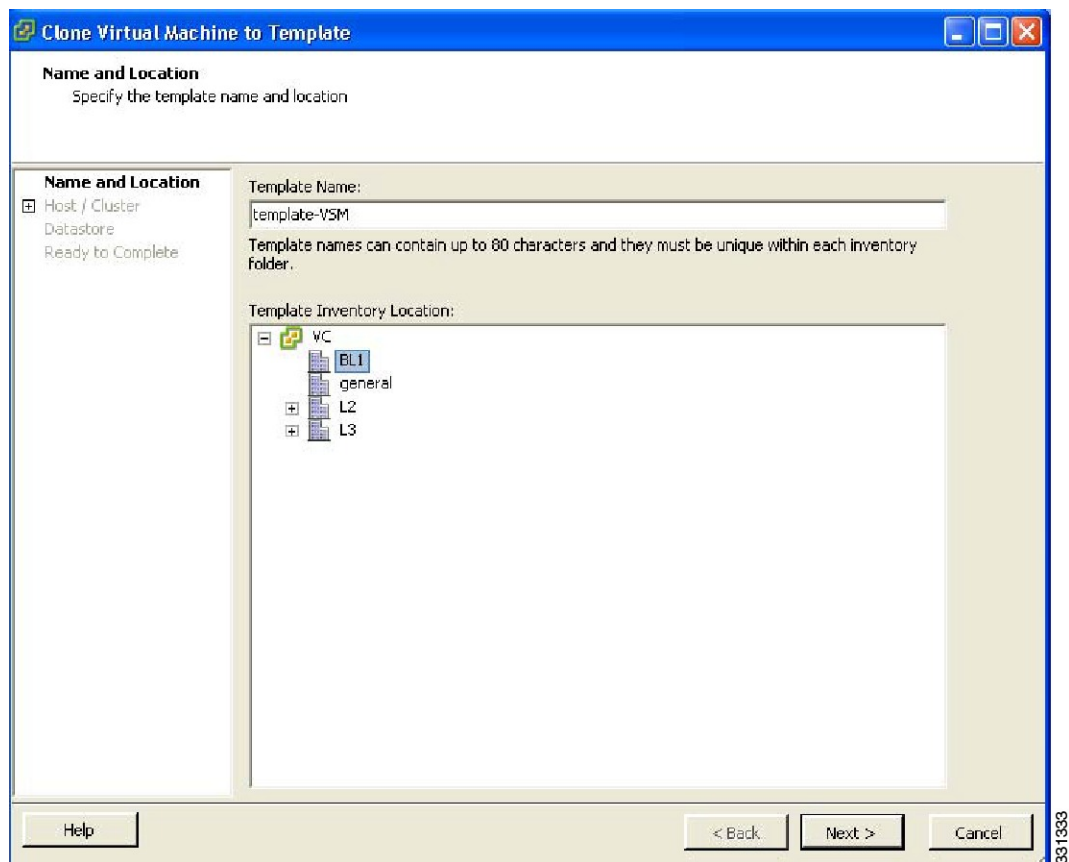 Clone Virtual Machine to Template
Name and Location
Specify the template name and location
Name and Location
Host / Cluster
Datastore
Ready to Complete
Template Name:
template-VSM
Template names can contain up to 80 characters and they must be unique within each inventory
folder.
Template Inventory Location:
VC
BL1
general
L2
L3
Help
< Back
Next >
Cancel
331333